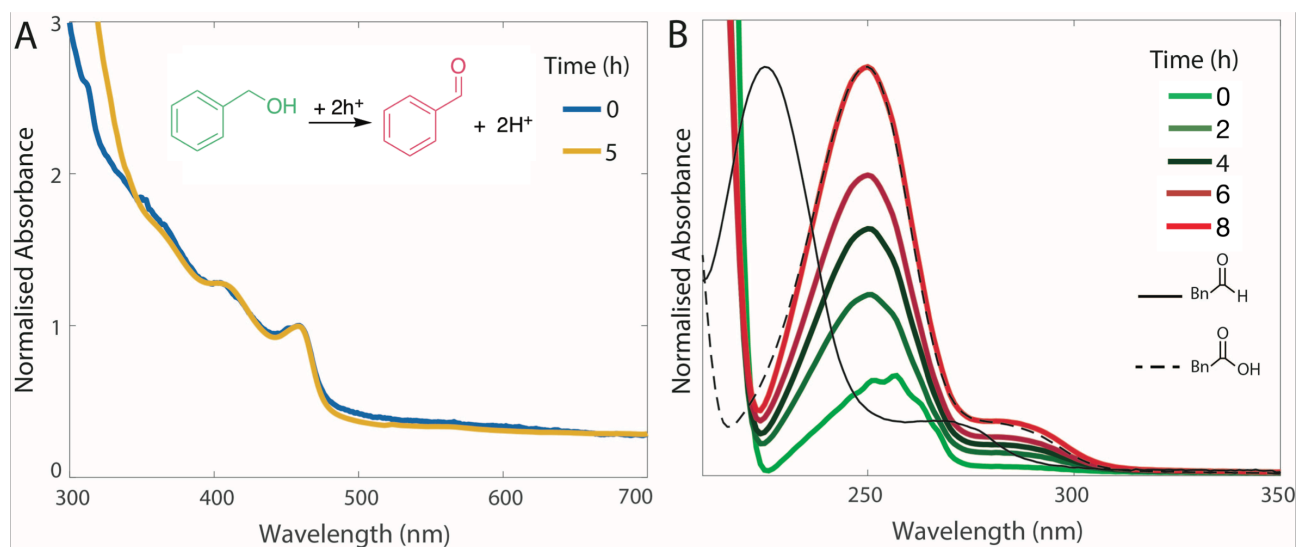 A
3
2
1
0
Normalised Absorbance
300
400
500
600
700
Wavelength (nm)
OH
+ 2h⁺
O
H
+ 2H⁺
Time (h)
0
5
B
Normalised Absorbance
250
300
350
Wavelength (nm)
Time (h)
0
2
4
6
8
O
Bn
H
O
Bn
OH